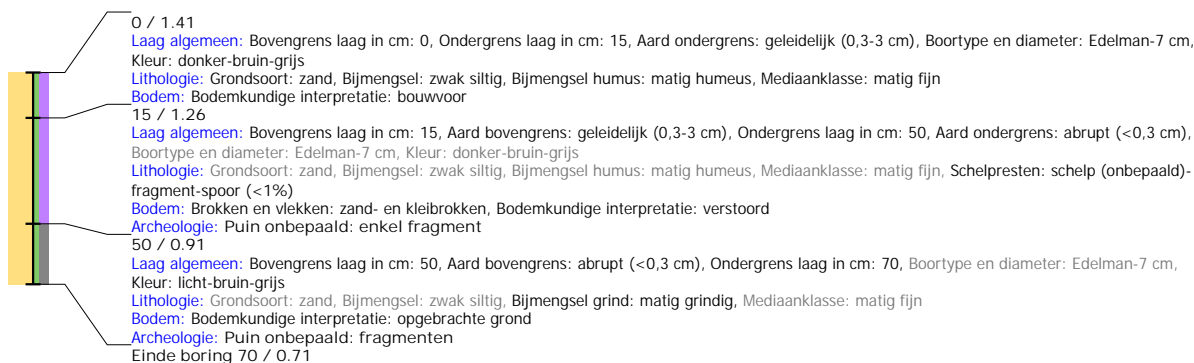 0 / 1.41
Laag algemeen: Bovengrens laag in cm: 0, Ondergrens laag in cm: 15, Aard ondergrens: geleidelijk (0,3-3 cm), Boortype en diameter: Edelman-7 cm,
Kleur: donker-bruin-grijs
Lithologie: Grondsoort: zand, Bijmengsel: zwak siltig, Bijmengsel humus: matig humeus, Mediaanklasse: matig fijn
Bodem: Bodemkundige interpretatie: bouwvoor
15 / 1.26
Laag algemeen: Bovengrens laag in cm: 15, Aard bovengrens: geleidelijk (0,3-3 cm), Ondergrens laag in cm: 50, Aard ondergrens: abrupt (<0,3 cm),
Boortype en diameter: Edelman-7 cm, Kleur: donker-bruin-grijs
Lithologie: Grondsoort: zand, Bijmengsel: zwak siltig, Bijmengsel humus: matig humeus, Mediaanklasse: matig fijn, Schelpresten: schelp (onbepaald)-
fragment-spoor (<1%)
Bodem: Brokken en vlekken: zand- en kleibrokken, Bodemkundige interpretatie: verstoord
Archeologie: Puin onbepaald: enkel fragment
50 / 0.91
Laag algemeen: Bovengrens laag in cm: 50, Aard bovengrens: abrupt (<0,3 cm), Ondergrens laag in cm: 70, Boortype en diameter: Edelman-7 cm,
Kleur: licht-bruin-grijs
Lithologie: Grondsoort: zand, Bijmengsel: zwak siltig, Bijmengsel grind: matig grindig, Mediaanklasse: matig fijn
Bodem: Bodemkundige interpretatie: opgebrachte grond
Archeologie: Puin onbepaald: fragmenten
Einde boring 70 / 0.71